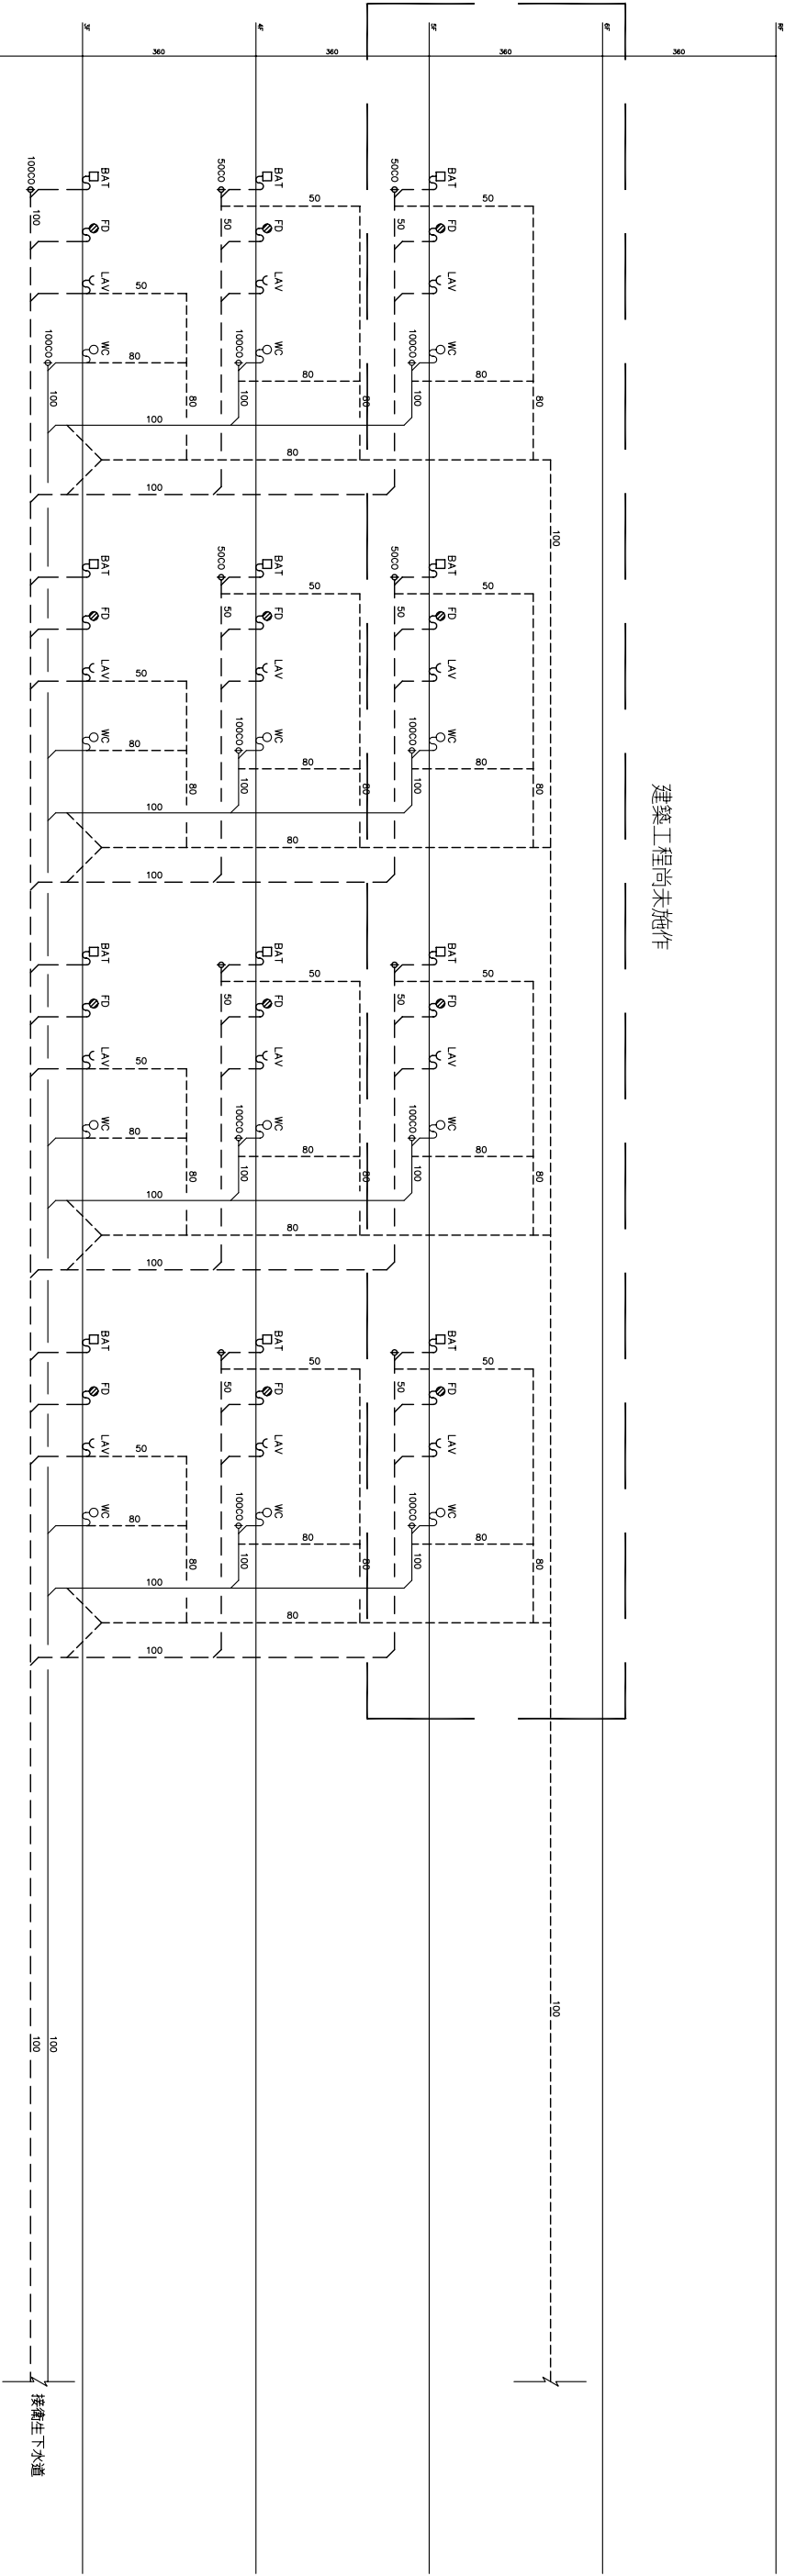 RF
360
建築工程尚未施作
6F
100 100
80 80 80 80
360 50 50 50 50
80 80 80 80
5F BAT FD LAV WC BAT FD LAV WC BAT FD LAV WC BAT FD LAV WC
100CO 100 100CO 100 100CO 100 100CO 100
50CO 50 50CO 50 50 50
80 80 80 80
360 50 80 50 80 50 80 50 80
80 80 80 80
4F BAT FD LAV WC BAT FD LAV WC BAT FD LAV WC BAT FD LAV WC
100CO 100 100CO 100 100CO 100 100CO 100
50CO 50 50CO 50 50 50
80 80 80 80
360 100 100 100 100 100 100 100 100
50 80 50 80 50 80 50 80
3F BAT FD LAV WC BAT FD LAV WC BAT FD LAV WC BAT FD LAV WC
100CO 100 100
100CO 100 100
接衛生下水道